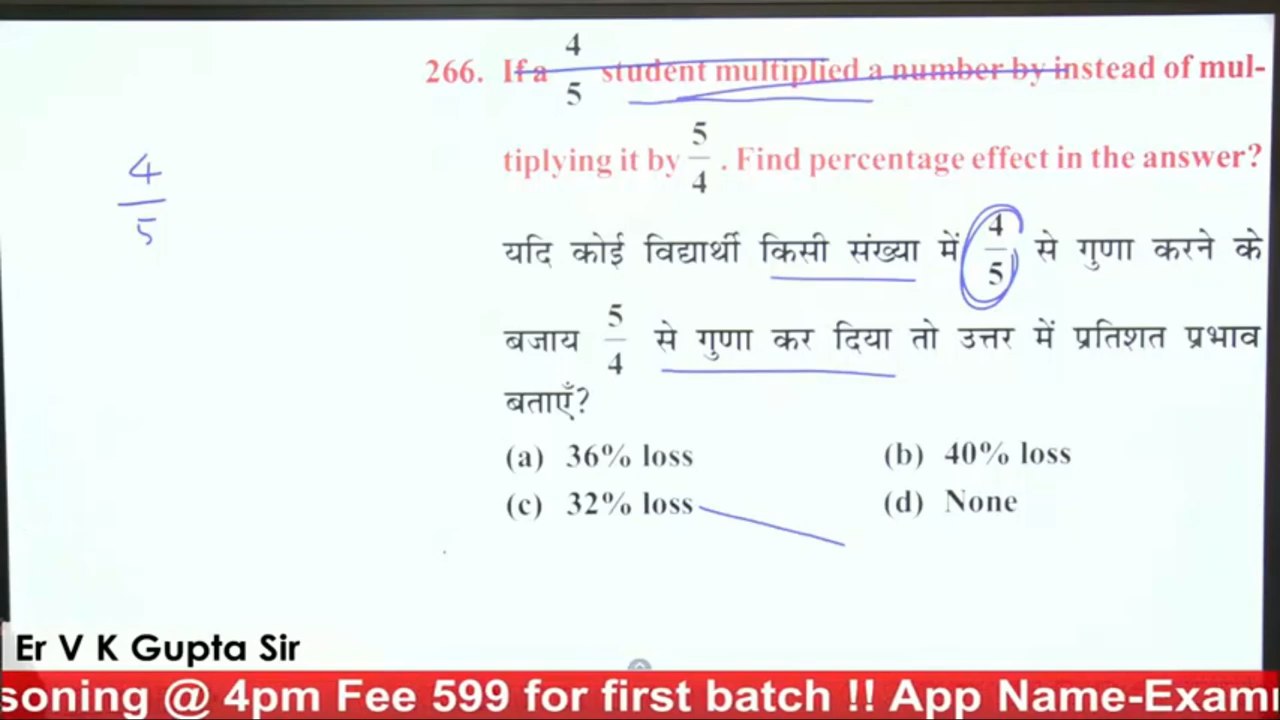 266. If a 4/5 student multiplied a number by instead of mul-
tiplying it by 5/4 . Find percentage effect in the answer?
यदि कोई विद्यार्थी किसी संख्या में 4/5 से गुणा करने के
बजाय 5/4 से गुणा कर दिया तो उत्तर में प्रतिशत प्रभाव
बताएँ?
(a) 36% loss (b) 40% loss
(c) 32% loss (d) None
4/5
Er V K Gupta Sir
soning @ 4pm Fee 599 for first batch !! App Name-Exam